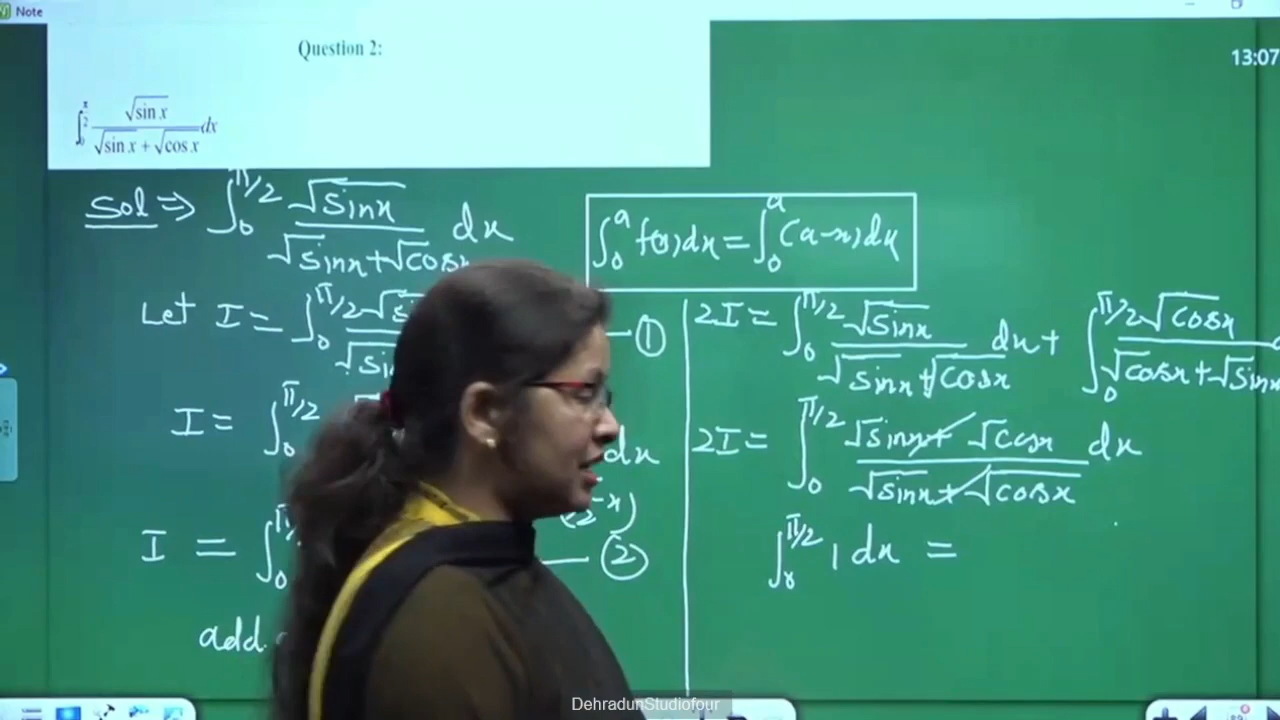 Note
Question 2:
13:07
∫₀^{π/2} √sin x / (√sin x + √cos x) dx
Sol ⇒ ∫₀^{π/2} √sinx / (√sinx + √cosx) dx
∫₀^a f(x)dx = ∫₀^a (a-x)dx
Let I = ∫₀^{π/2}
①
I = ∫₀^{π/2}
dx
I = ∫₀
②
add
2I = ∫₀^{π/2} √sinx / (√sinx + √cosx) dx + ∫₀^{π/2} √cosx / (√cosx + √sinx)
2I = ∫₀^{π/2} (√sinx + √cosx) / (√sinx + √cosx) dx
∫₀^{π/2} 1 dx =
DehradunStudiofour